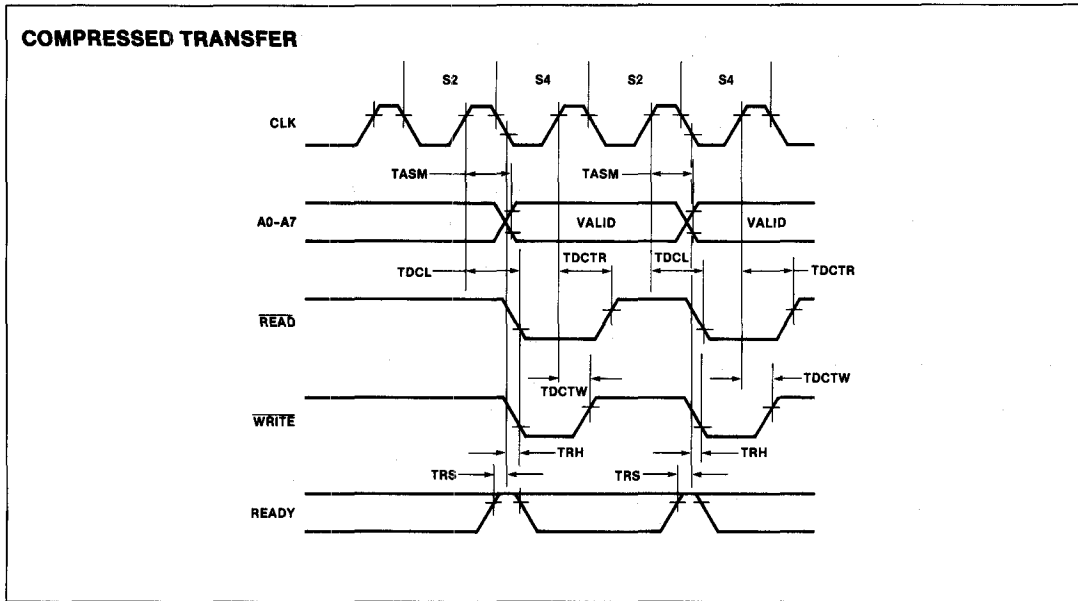 COMPRESSED TRANSFER
S2 S4 S2 S4
CLK
TASM TASM
A0-A7 VALID VALID
TDCL TDCTR TDCL TDCTR
READ
TDCTW TDCTW
WRITE
TRH TRH
TRS TRS
READY